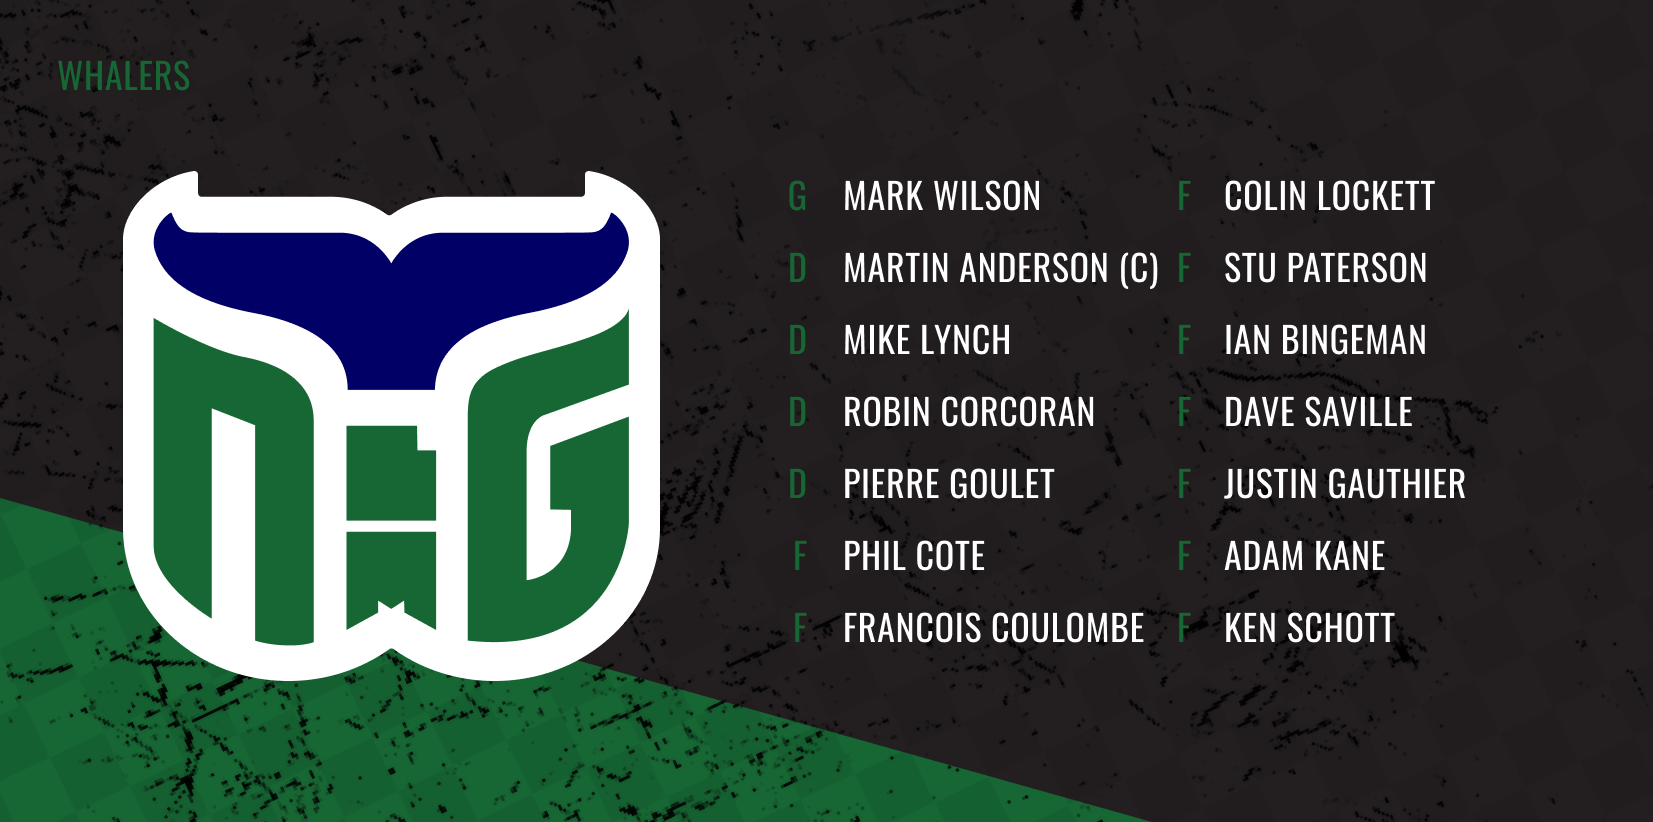 WHALERS
G MARK WILSON
D MARTIN ANDERSON (C)
D MIKE LYNCH
D ROBIN CORCORAN
D PIERRE GOULET
F PHIL COTE
F FRANCOIS COULOMBE
F COLIN LOCKETT
F STU PATERSON
F IAN BINGEMAN
F DAVE SAVILLE
F JUSTIN GAUTHIER
F ADAM KANE
F KEN SCHOTT